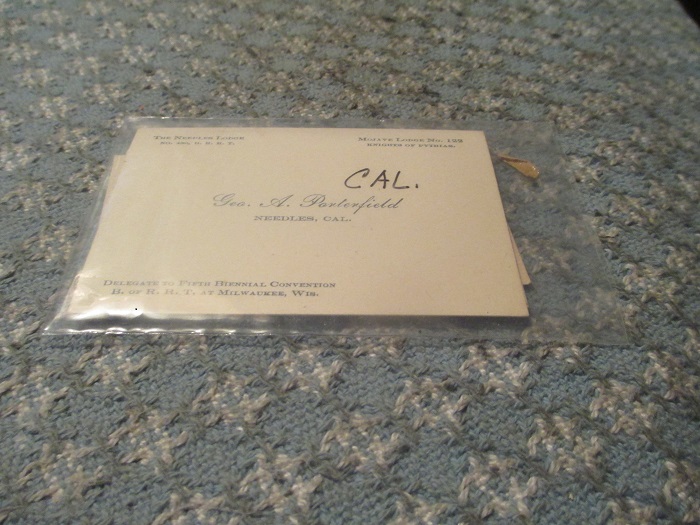 The Needles Lodge
Mojave Lodge No. 122
Knights of Pythias.
CAL.
Geo. A. Porterfield
Needles, Cal.
Delegate to Fifth Biennial Convention
B. of R. R. T. at Milwaukee, Wis.